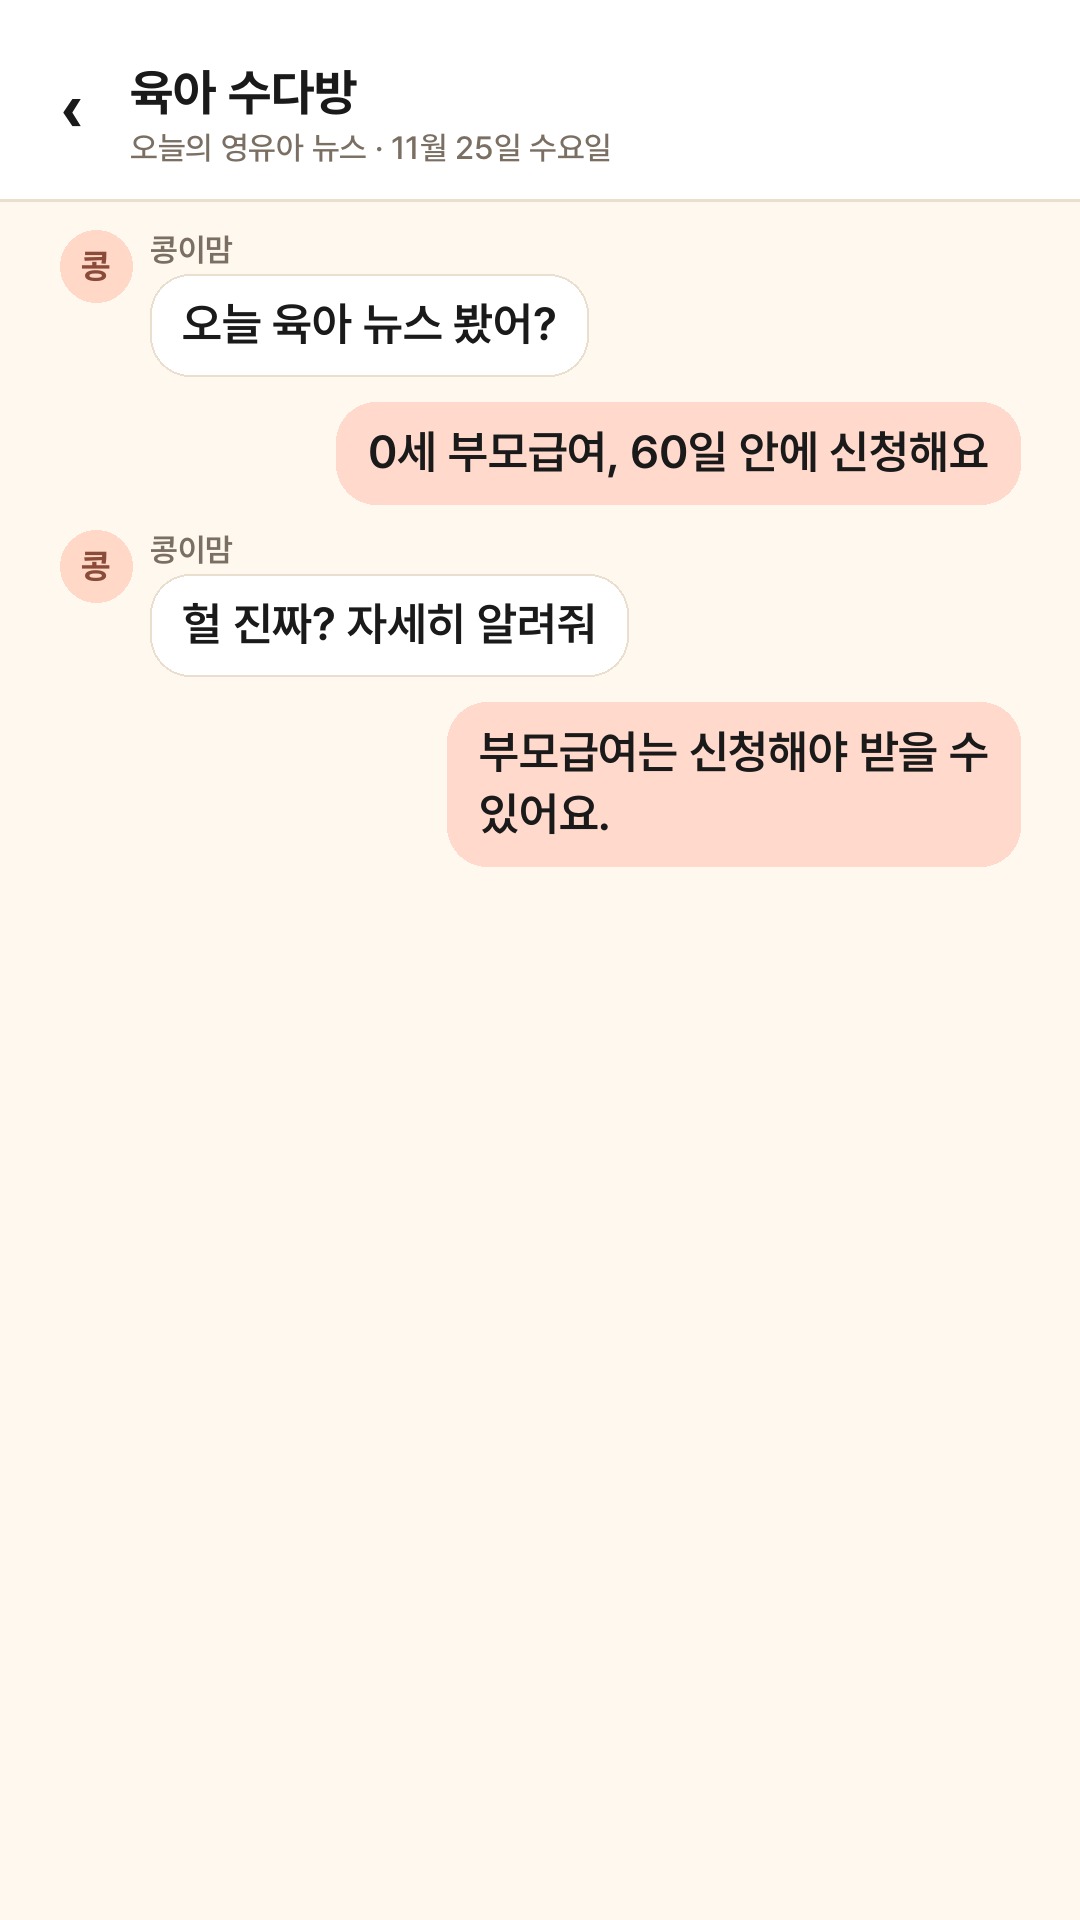 ‹
육아 수다방
오늘의 영유아 뉴스 · 11월 25일 수요일
콩
콩이맘
오늘 육아 뉴스 봤어?
0세 부모급여, 60일 안에 신청해요
콩
콩이맘
헐 진짜? 자세히 알려줘
부모급여는 신청해야 받을 수
있어요.